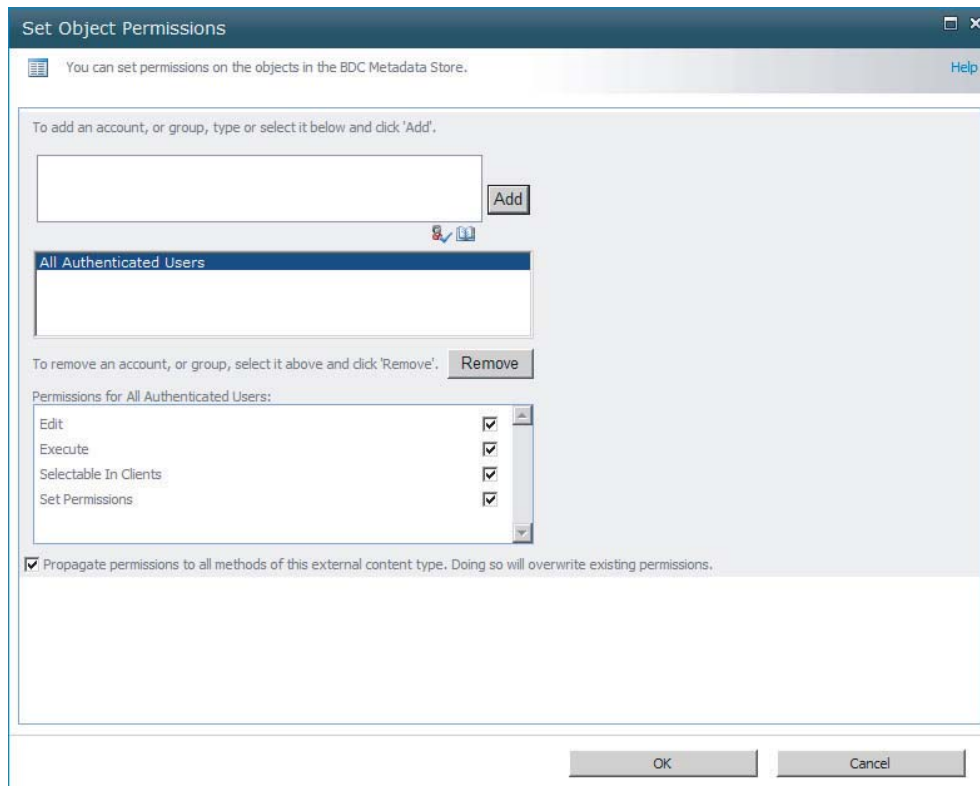 Set Object Permissions
You can set permissions on the objects in the BDC Metadata Store.
Help
To add an account, or group, type or select it below and click 'Add'.
Add
All Authenticated Users
To remove an account, or group, select it above and click 'Remove'.
Remove
Permissions for All Authenticated Users:
Edit
Execute
Selectable In Clients
Set Permissions
Propagate permissions to all methods of this external content type. Doing so will overwrite existing permissions.
OK
Cancel